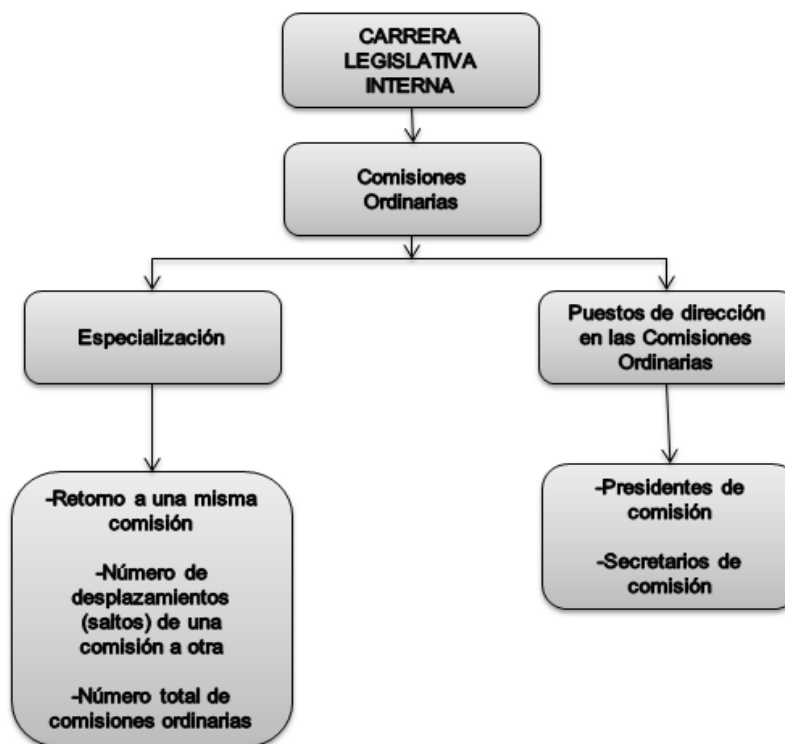 CARRERA
LEGISLATIVA
INTERNA
Comisiones
Ordinarias
Especialización
Puestos de dirección
en las Comisiones
Ordinarias
-Retorno a una misma
comisión
-Número de
desplazamientos
(saltos) de una
comisión a otra
-Número total de
comisiones ordinarias
-Presidentes de
comisión
-Secretarios de
comisión